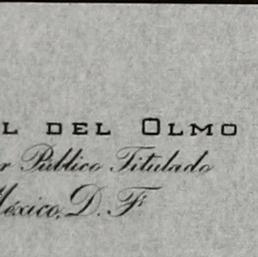 L DEL OLMO
r Público Titulado
México, D. F